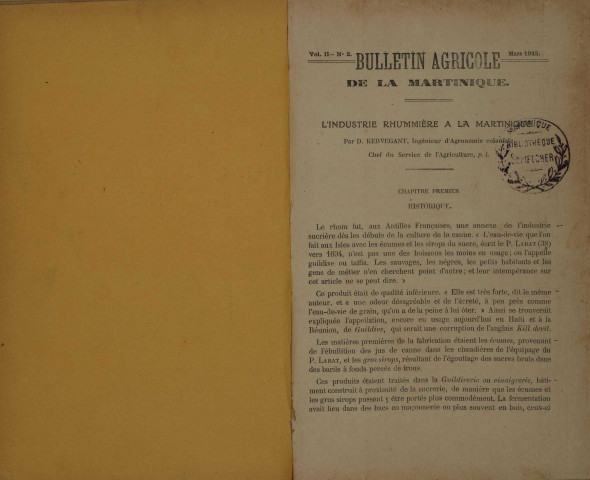 Vol. II — N° 2.
BULLETIN AGRICOLE
Mars 1933.
DE LA MARTINIQUE.
L'INDUSTRIE RHUMMIÈRE A LA MARTINIQUE
Par D. KERVEGANT, Ingénieur d'Agronomie coloniale
Chef du Service de l'Agriculture, p. i.
BIBLIOTHÈQUE
SCHŒLCHER
CHAPITRE PREMIER
HISTORIQUE.
Le rhum fut, aux Antilles Françaises, une annexe de l'industrie
sucrière dès les débuts de la culture de la canne. « L'eau-de-vie que l'on
fait aux Isles avec les écumes et les sirops du sucre, écrit le P. LABAT (38)
vers 1694, n'est pas une des boissons les moins en usage; on l'appelle
guildive ou taffia. Les sauvages, les nègres, les petits habitants et les
gens de métier n'en cherchent point d'autre; et leur intempérance sur
cet article ne se peut dire. »
Ce produit était de qualité inférieure. « Elle est très forte, dit le même
auteur, et a une odeur désagréable et de l'âcreté, à peu près comme
l'eau-de-vie de grain, qu'on a de la peine à lui ôter. » Ainsi se trouverait
expliquée l'appellation, encore en usage aujourd'hui en Haïti et à la
Réunion, de Guildive, qui serait une corruption de l'anglais Kill devil.
Les matières premières de la fabrication étaient les écumes, provenant
de l'ébullition des jus de canne dans les chaudières de l'équipage du
P. LABAT, et les gros sirops, résultant de l'égouttage des sucres bruts dans
des barils à fonds percés de trous.
Ces produits étaient traités dans la Guildiverie ou vinaigrerie, bâti-
ment construit à proximité de la sucrerie, de manière que les écumes et
les gros sirops pussent y être portés plus commodément. La fermentation
avait lieu dans des bacs en maçonnerie ou plus souvent en bois, ceux-ci